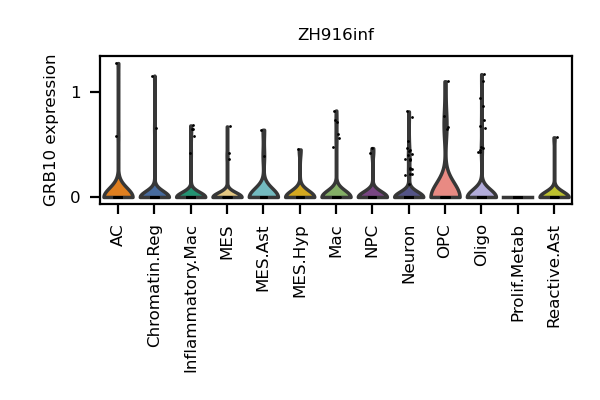 ZH916inf
GRB10 expression
1
0
AC
Chromatin.Reg
Inflammatory.Mac
MES
MES.Ast
MES.Hyp
Mac
NPC
Neuron
OPC
Oligo
Prolif.Metab
Reactive.Ast